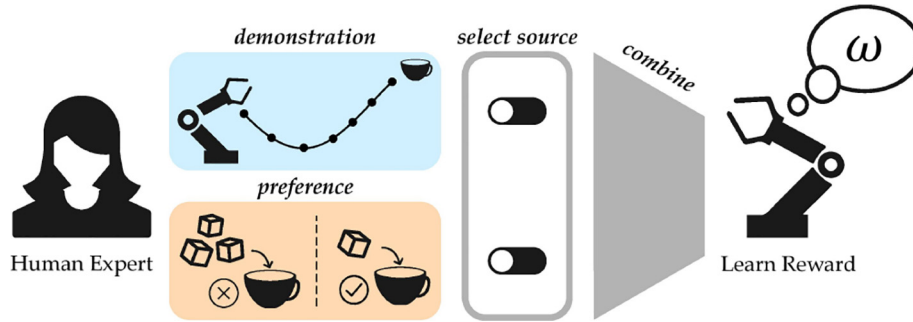 demonstration
select source
combine
ω
preference
Human Expert
Learn Reward